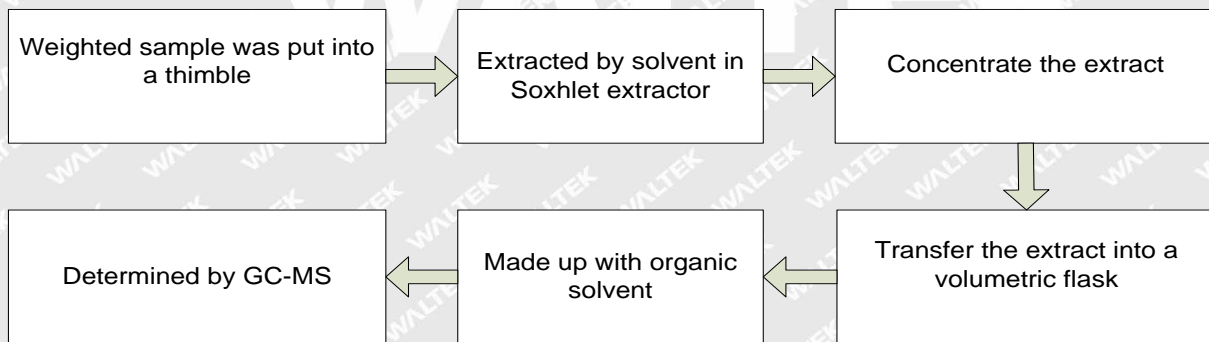 Weighted sample was put into
a thimble
Extracted by solvent in
Soxhlet extractor
Concentrate the extract
Transfer the extract into a
volumetric flask
Made up with organic
solvent
Determined by GC-MS
WALTEK